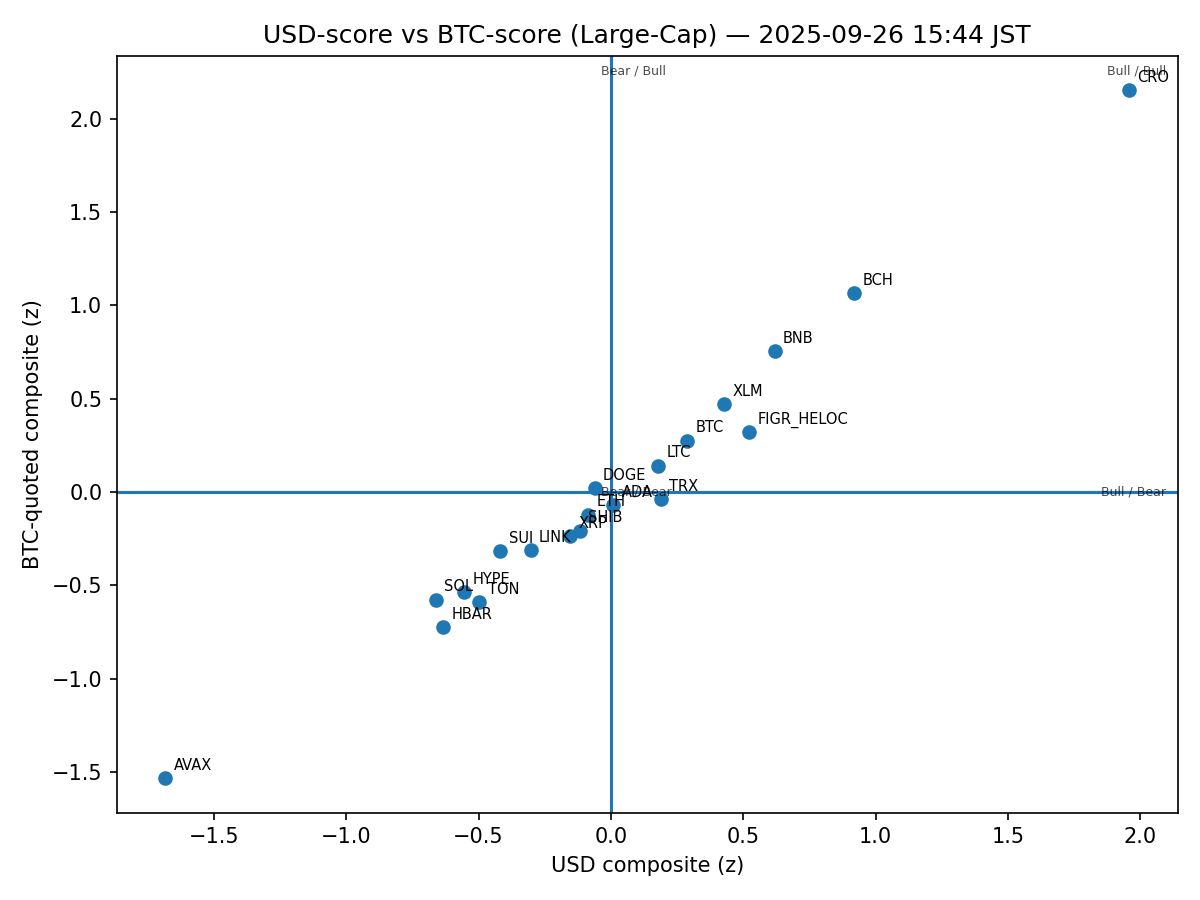 USD-score vs BTC-score (Large-Cap) — 2025-09-26 15:44 JST
Bear / Bull
Bull / Bull
CRO
BCH
BNB
XLM
FIGR_HELOC
BTC
LTC
DOGE
TRX
ADA
Bear / Bear
Bull / Bear
ETH
SHIB
XRP
SUI
LINK
HYPE
SOL
TON
HBAR
AVAX
2.0
1.5
1.0
0.5
0.0
−0.5
−1.0
−1.5
BTC-quoted composite (z)
−1.5
−1.0
−0.5
0.0
0.5
1.0
1.5
2.0
USD composite (z)